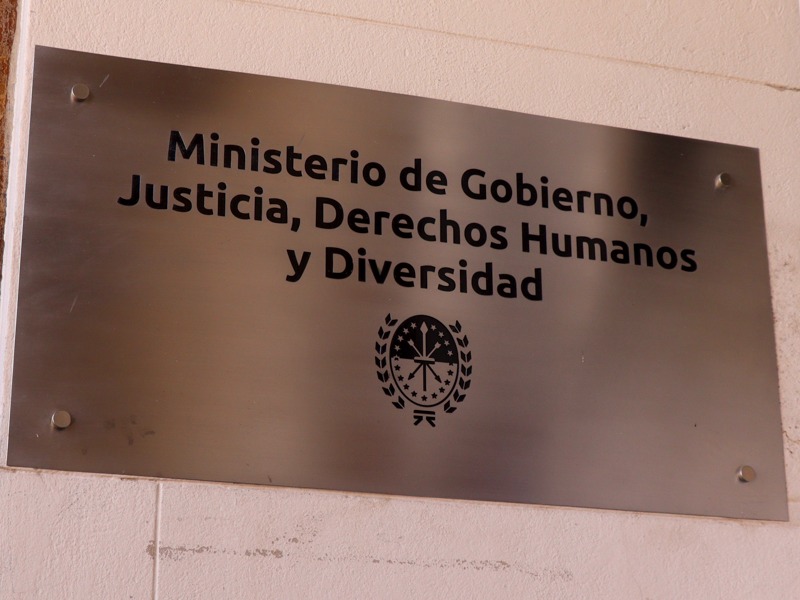 Ministerio de Gobierno,
Justicia, Derechos Humanos
y Diversidad